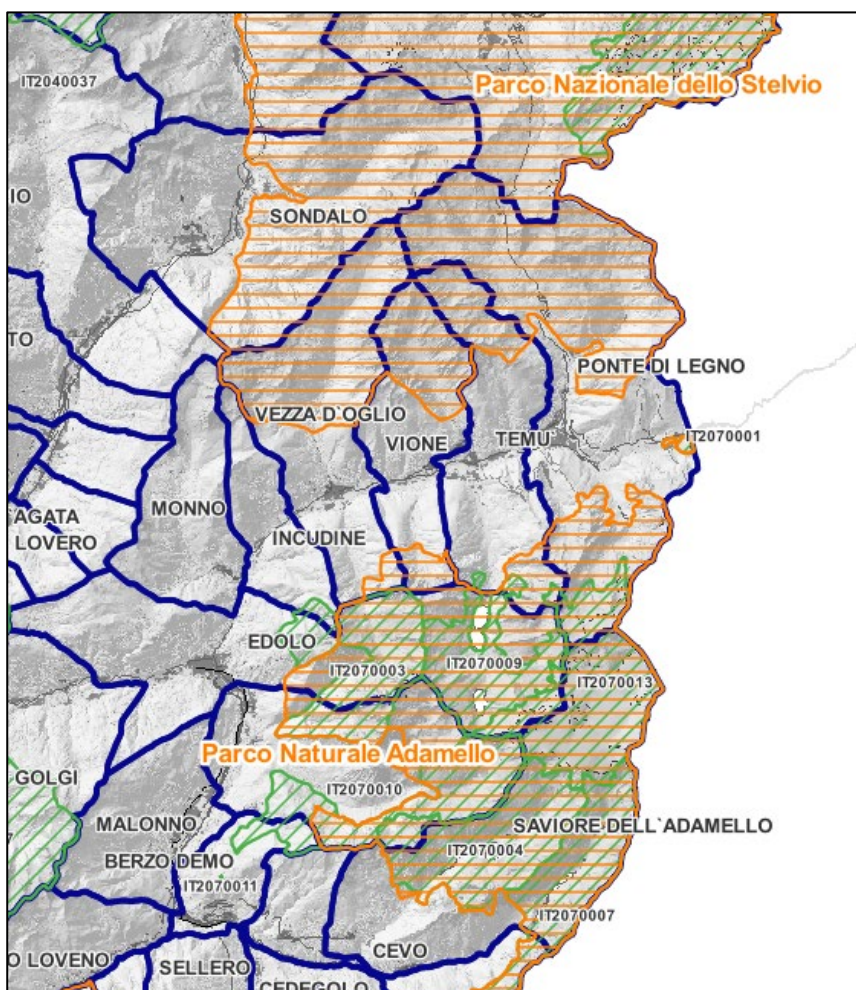 IT2040037
Parco Nazionale dello Stelvio
IO
SONDALO
TO
PONTE DI LEGNO
VEZZA D`OGLIO
VIONE
TEMU`
IT2070001
MONNO
AGATA
LOVERO
INCUDINE
EDOLO
IT2070003
IT2070009
IT2070013
Parco Naturale Adamello
GOLGI
IT2070010
MALONNO
SAVIORE DELL`ADAMELLO
BERZO DEMO
IT2070004
IT2070011
IT2070007
CEVO
O LOVENO
SELLERO
CEDEGOLO